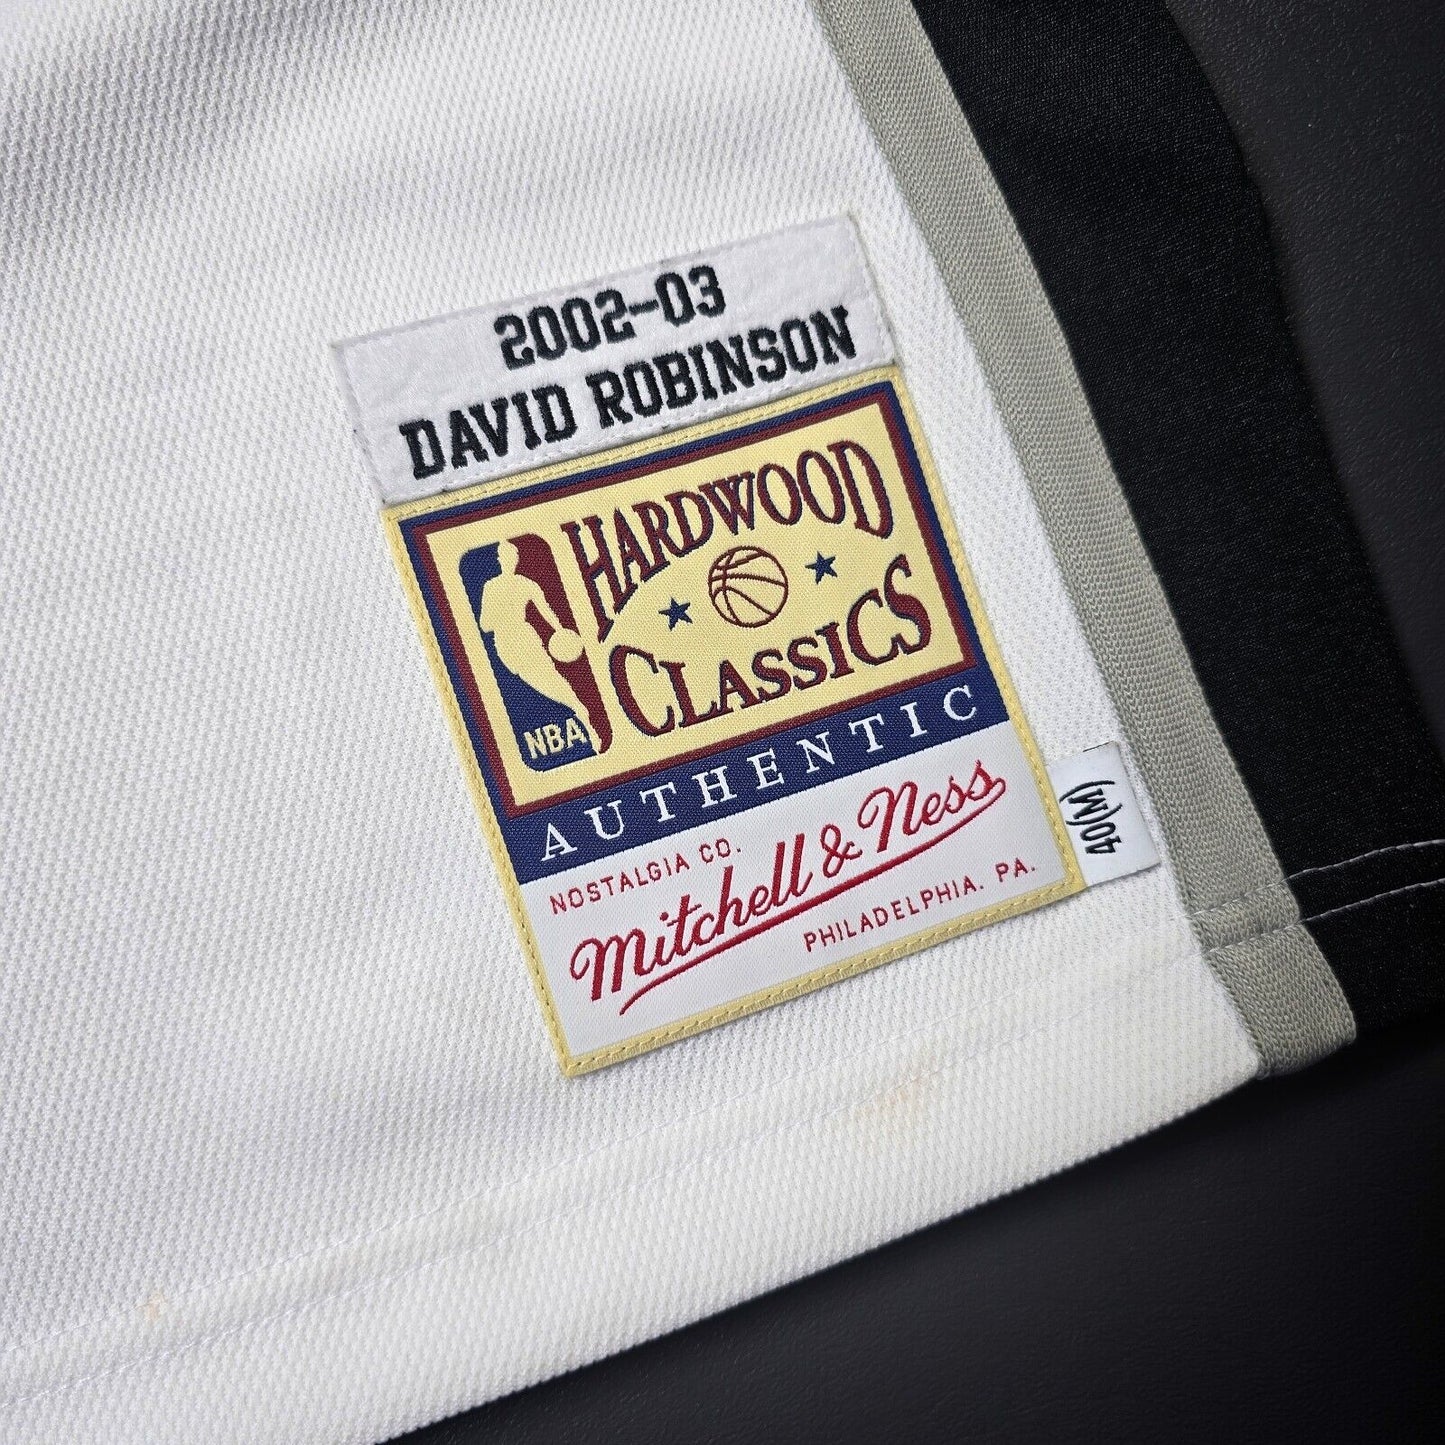 2002-03
DAVID ROBINSON
HARDWOOD
CLASSICS
NBA
AUTHENTIC
NOSTALGIA CO.
Mitchell & Ness
PHILADELPHIA. PA.
40(M)